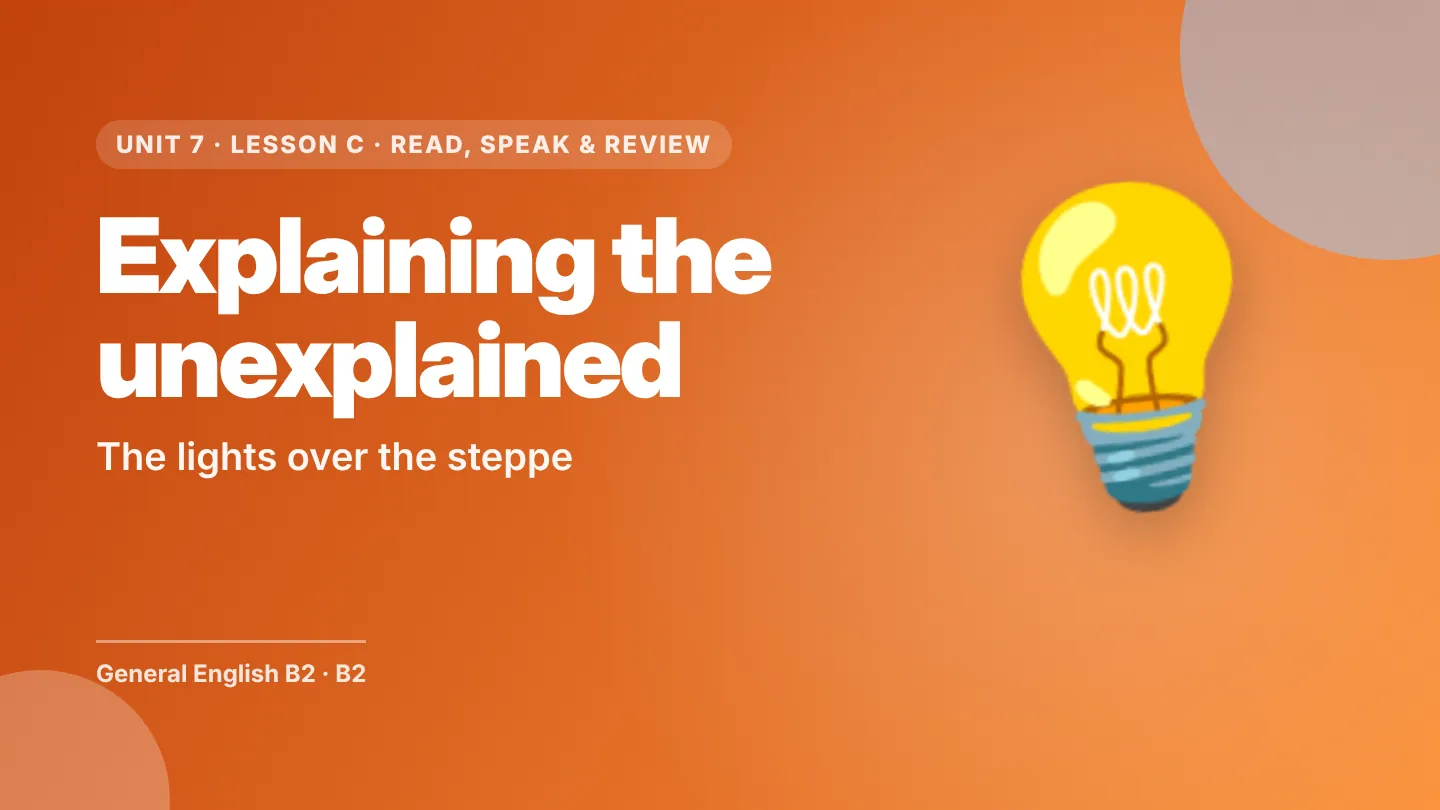 UNIT 7 · LESSON C · READ, SPEAK & REVIEW
Explaining the
unexplained
The lights over the steppe
General English B2 · B2